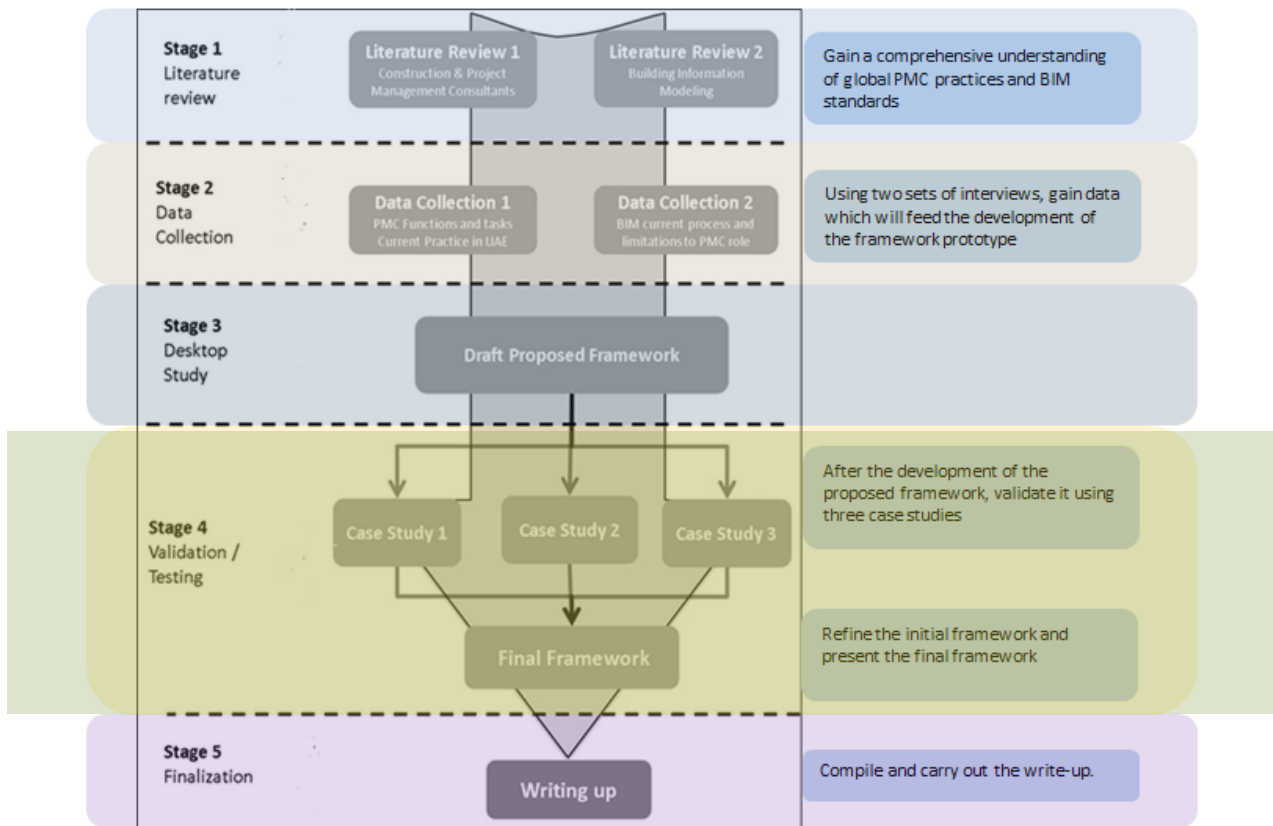 Stage 1
Literature
review
Literature Review 1
Construction & Project
Management Consultants
Literature Review 2
Building Information
Modeling
Gain a comprehensive understanding
of global PMC practices and BIM
standards
Stage 2
Data
Collection
Data Collection 1
PMC Functions and tasks
Current Practice in UAE
Data Collection 2
BIM current process and
limitations to PMC role
Using two sets of interviews, gain data
which will feed the development of
the framework prototype
Stage 3
Desktop
Study
Draft Proposed Framework
Stage 4
Validation /
Testing
Case Study 1
Case Study 2
Case Study 3
After the development of the
proposed framework, validate it using
three case studies
Final Framework
Refine the initial framework and
present the final framework
Stage 5
Finalization
Writing up
Compile and carry out the write-up.